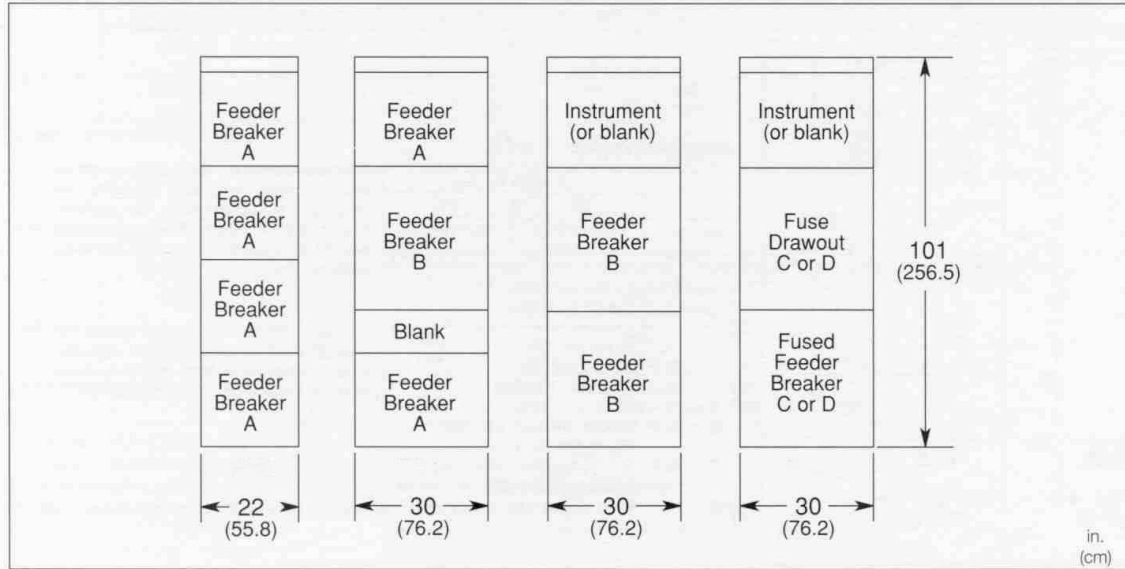 Feeder
Breaker
A
Feeder
Breaker
A
Feeder
Breaker
A
Feeder
Breaker
A
22
(55.8)
Feeder
Breaker
A
Feeder
Breaker
B
Blank
Feeder
Breaker
A
30
(76.2)
Instrument
(or blank)
Feeder
Breaker
B
Feeder
Breaker
B
30
(76.2)
Instrument
(or blank)
Fuse
Drawout
C or D
Fused
Feeder
Breaker
C or D
30
(76.2)
101
(256.5)
in.
(cm)